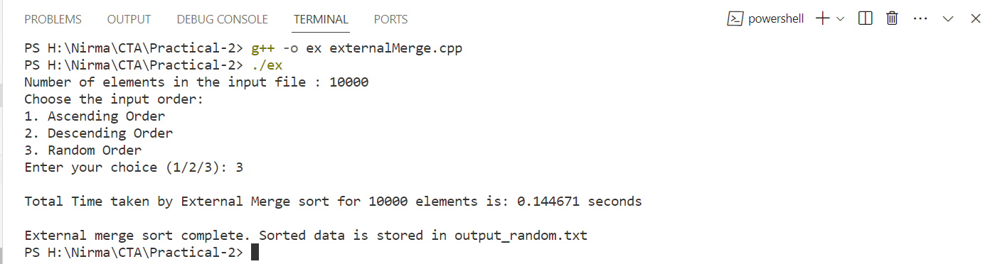 PROBLEMS OUTPUT DEBUG CONSOLE TERMINAL PORTS powershell
PS H:\Nirma\CTA\Practical-2> g++ -o ex externalMerge.cpp
PS H:\Nirma\CTA\Practical-2> ./ex
Number of elements in the input file : 10000
Choose the input order:
1. Ascending Order
2. Descending Order
3. Random Order
Enter your choice (1/2/3): 3
Total Time taken by External Merge sort for 10000 elements is: 0.144671 seconds
External merge sort complete. Sorted data is stored in output_random.txt
PS H:\Nirma\CTA\Practical-2>